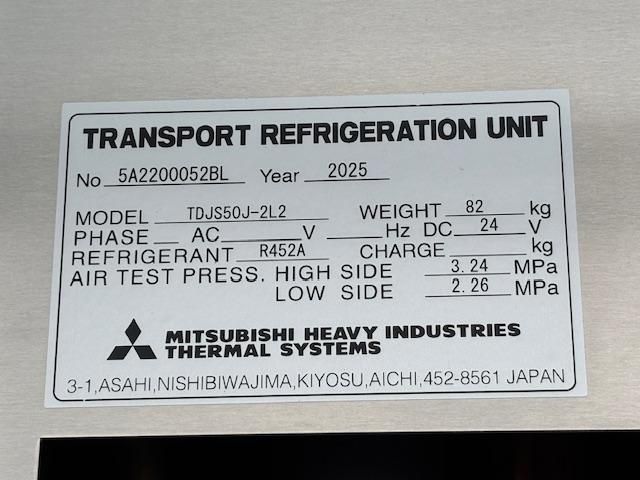 TRANSPORT REFRIGERATION UNIT
No 5A2200052BL Year 2025
MODEL TDJS50J-2L2 WEIGHT 82 kg
PHASE AC V Hz DC 24 V
REFRIGERANT R452A CHARGE kg
AIR TEST PRESS. HIGH SIDE 3.24 MPa
LOW SIDE 2.26 MPa
MITSUBISHI HEAVY INDUSTRIES
THERMAL SYSTEMS
3-1,ASAHI,NISHIBIWAJIMA,KIYOSU,AICHI,452-8561 JAPAN